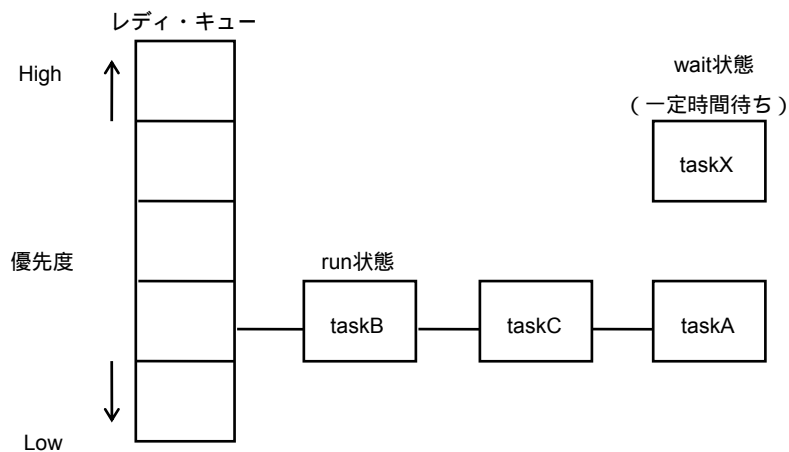 レディ・キュー
High
wait状態
(一定時間待ち)
taskX
優先度
run状態
taskB
taskC
taskA
Low